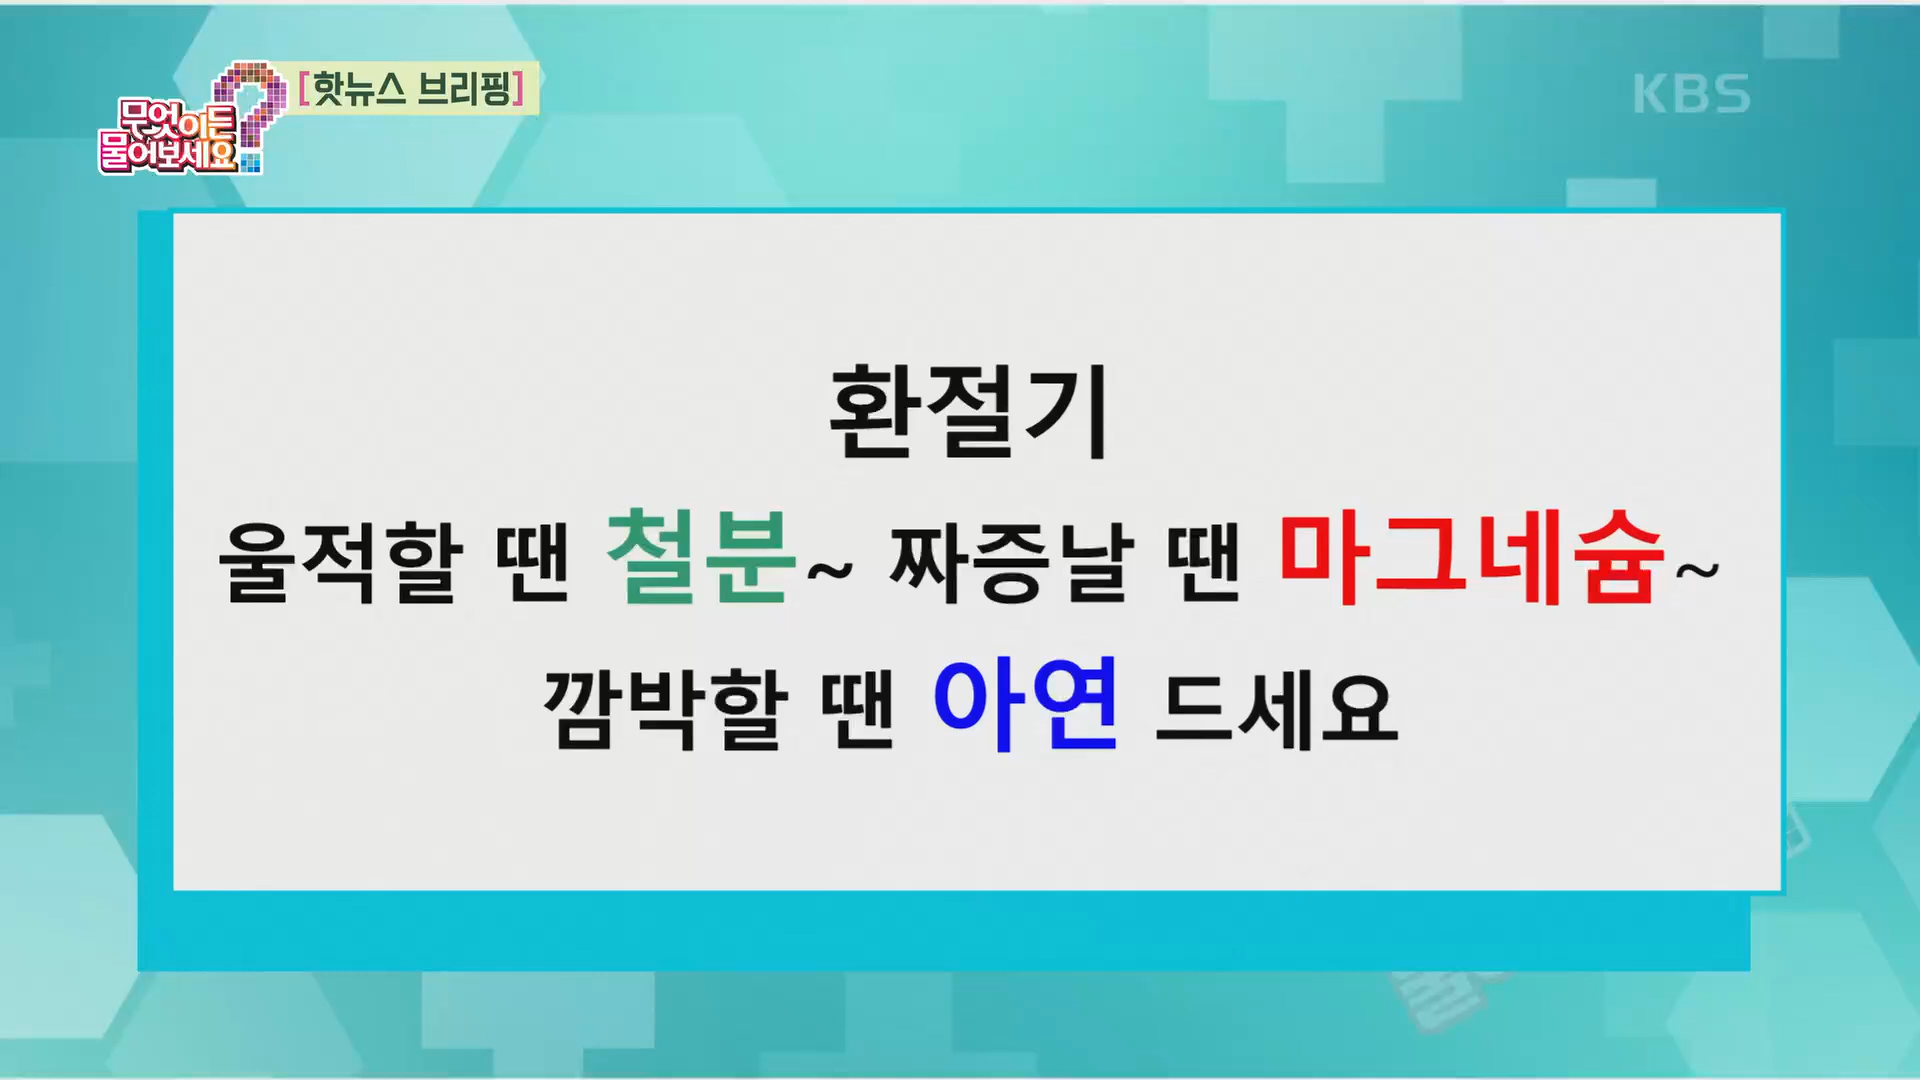 무엇이든
물어보세요?
[핫뉴스 브리핑]
KBS
환절기
울적할 땐 철분~ 짜증날 땐 마그네슘~
깜박할 땐 아연 드세요